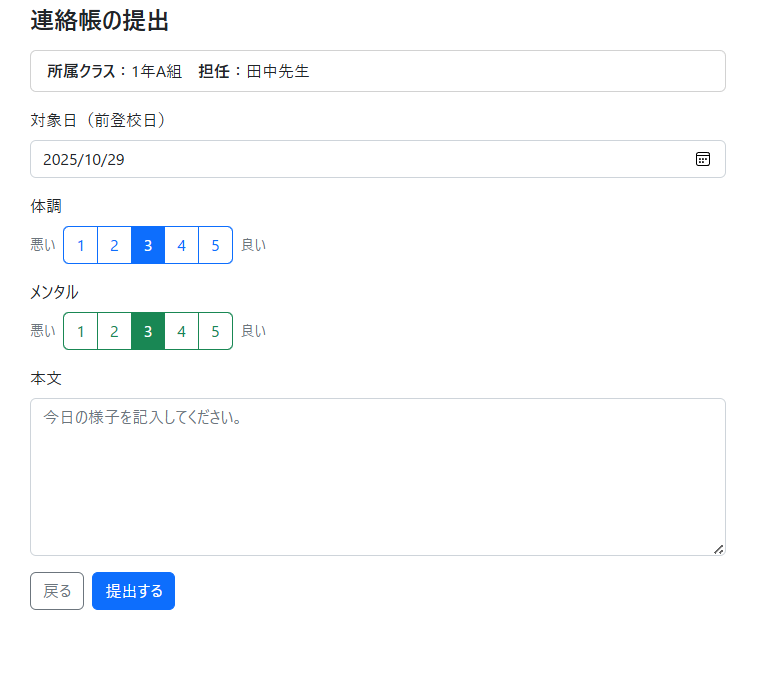 連絡帳の提出
所属クラス：1年A組　担任：田中先生
対象日（前登校日）
2025/10/29
体調
悪い 1 2 3 4 5 良い
メンタル
悪い 1 2 3 4 5 良い
本文
今日の様子を記入してください。
戻る 提出する